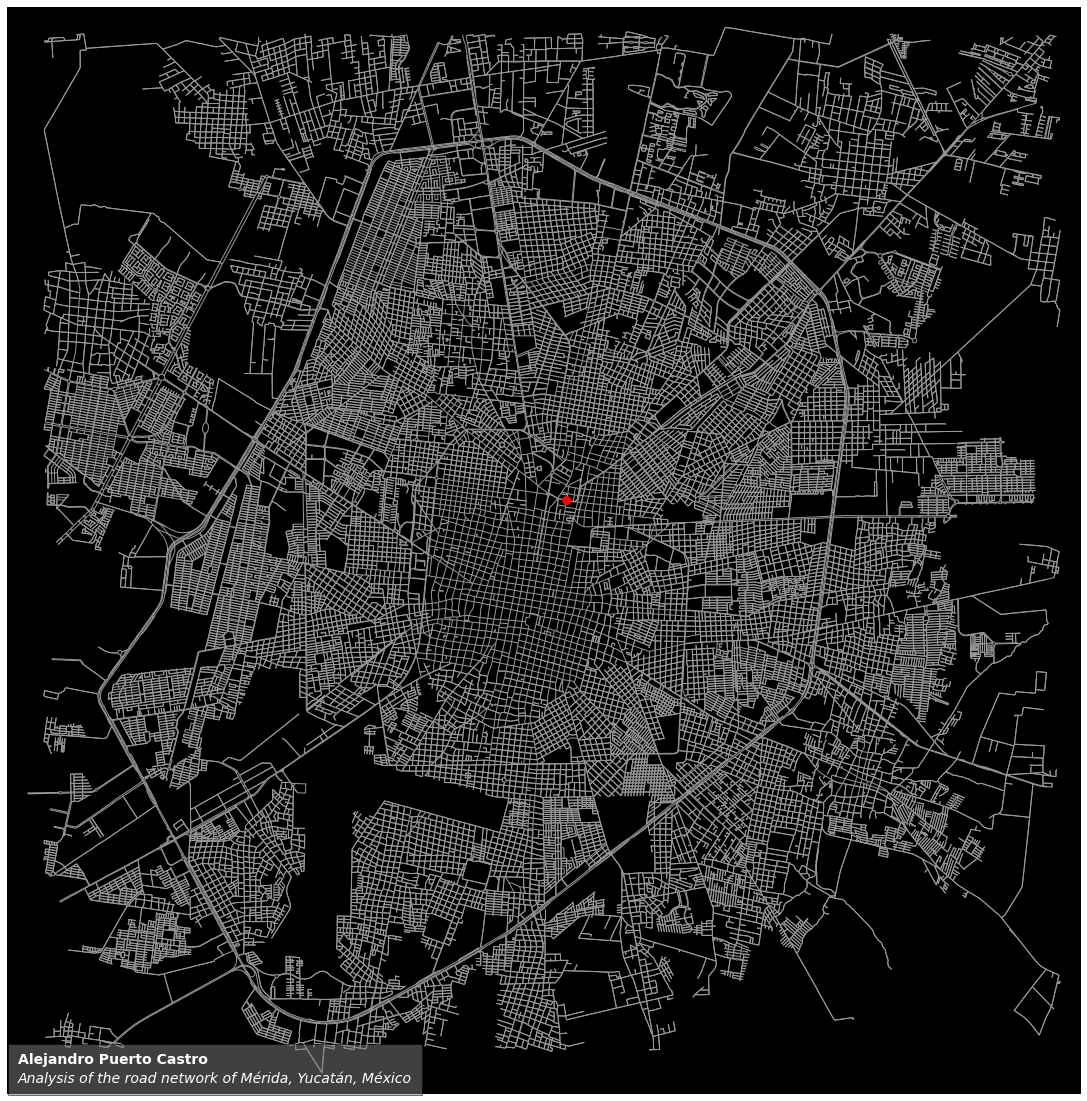 Alejandro Puerto Castro
Analysis of the road network of Mérida, Yucatán, México